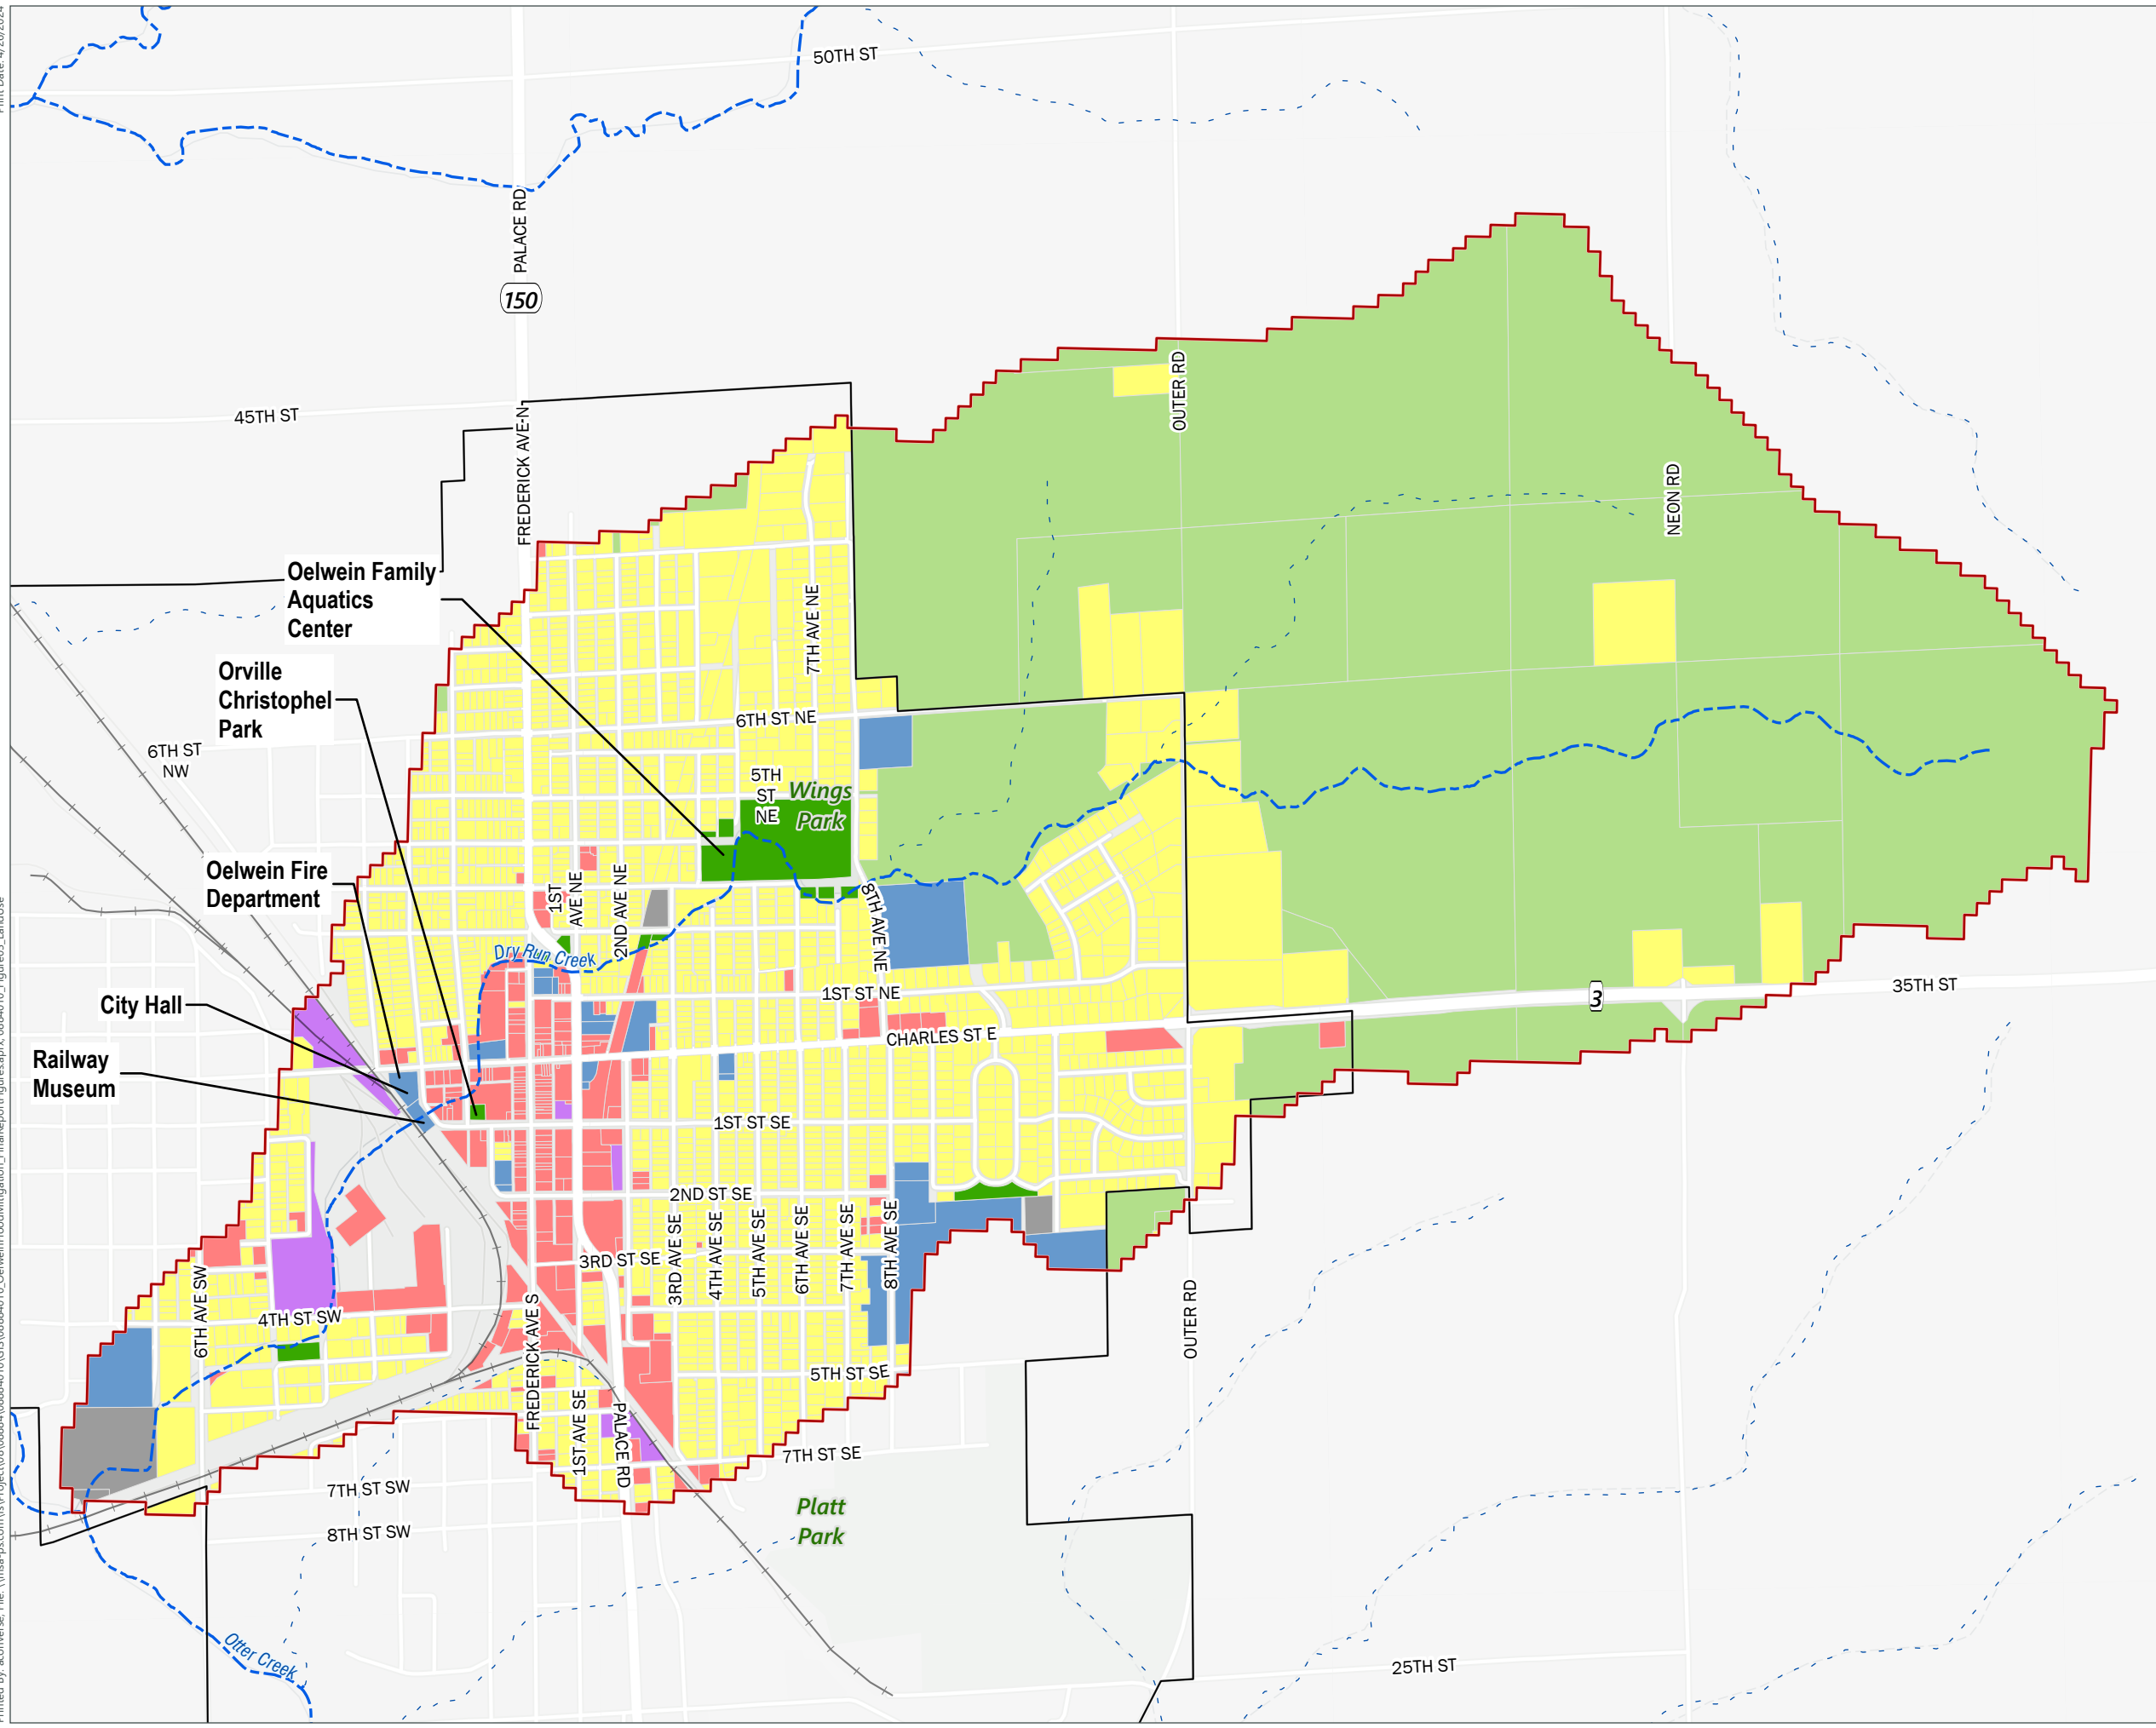 50TH ST
PALACE RD
150
45TH ST
FREDERICK AVE-N
OUTER RD
NEON RD
Oelwein Family
Aquatics
Center
7TH AVE NE
Orville
Christophel
Park
6TH ST NE
6TH ST
NW
5TH
ST
NE
Wings
Park
Oelwein Fire
Department
1ST
AVE NE
2ND AVE NE
8TH AVE NE
Dry Run Creek
1ST ST NE
3
35TH ST
City Hall
CHARLES ST E
Railway
Museum
1ST ST SE
2ND ST SE
3RD ST SE
3RD AVE SE
4TH AVE SE
5TH AVE SE
6TH AVE SE
7TH AVE SE
8TH AVE SE
6TH AVE SW
4TH ST SW
FREDERICK AVE S
OUTER RD
5TH ST SE
1ST AVE SE
PALACE RD
7TH ST SE
7TH ST SW
Platt
Park
8TH ST SW
Otter Creek
25TH ST